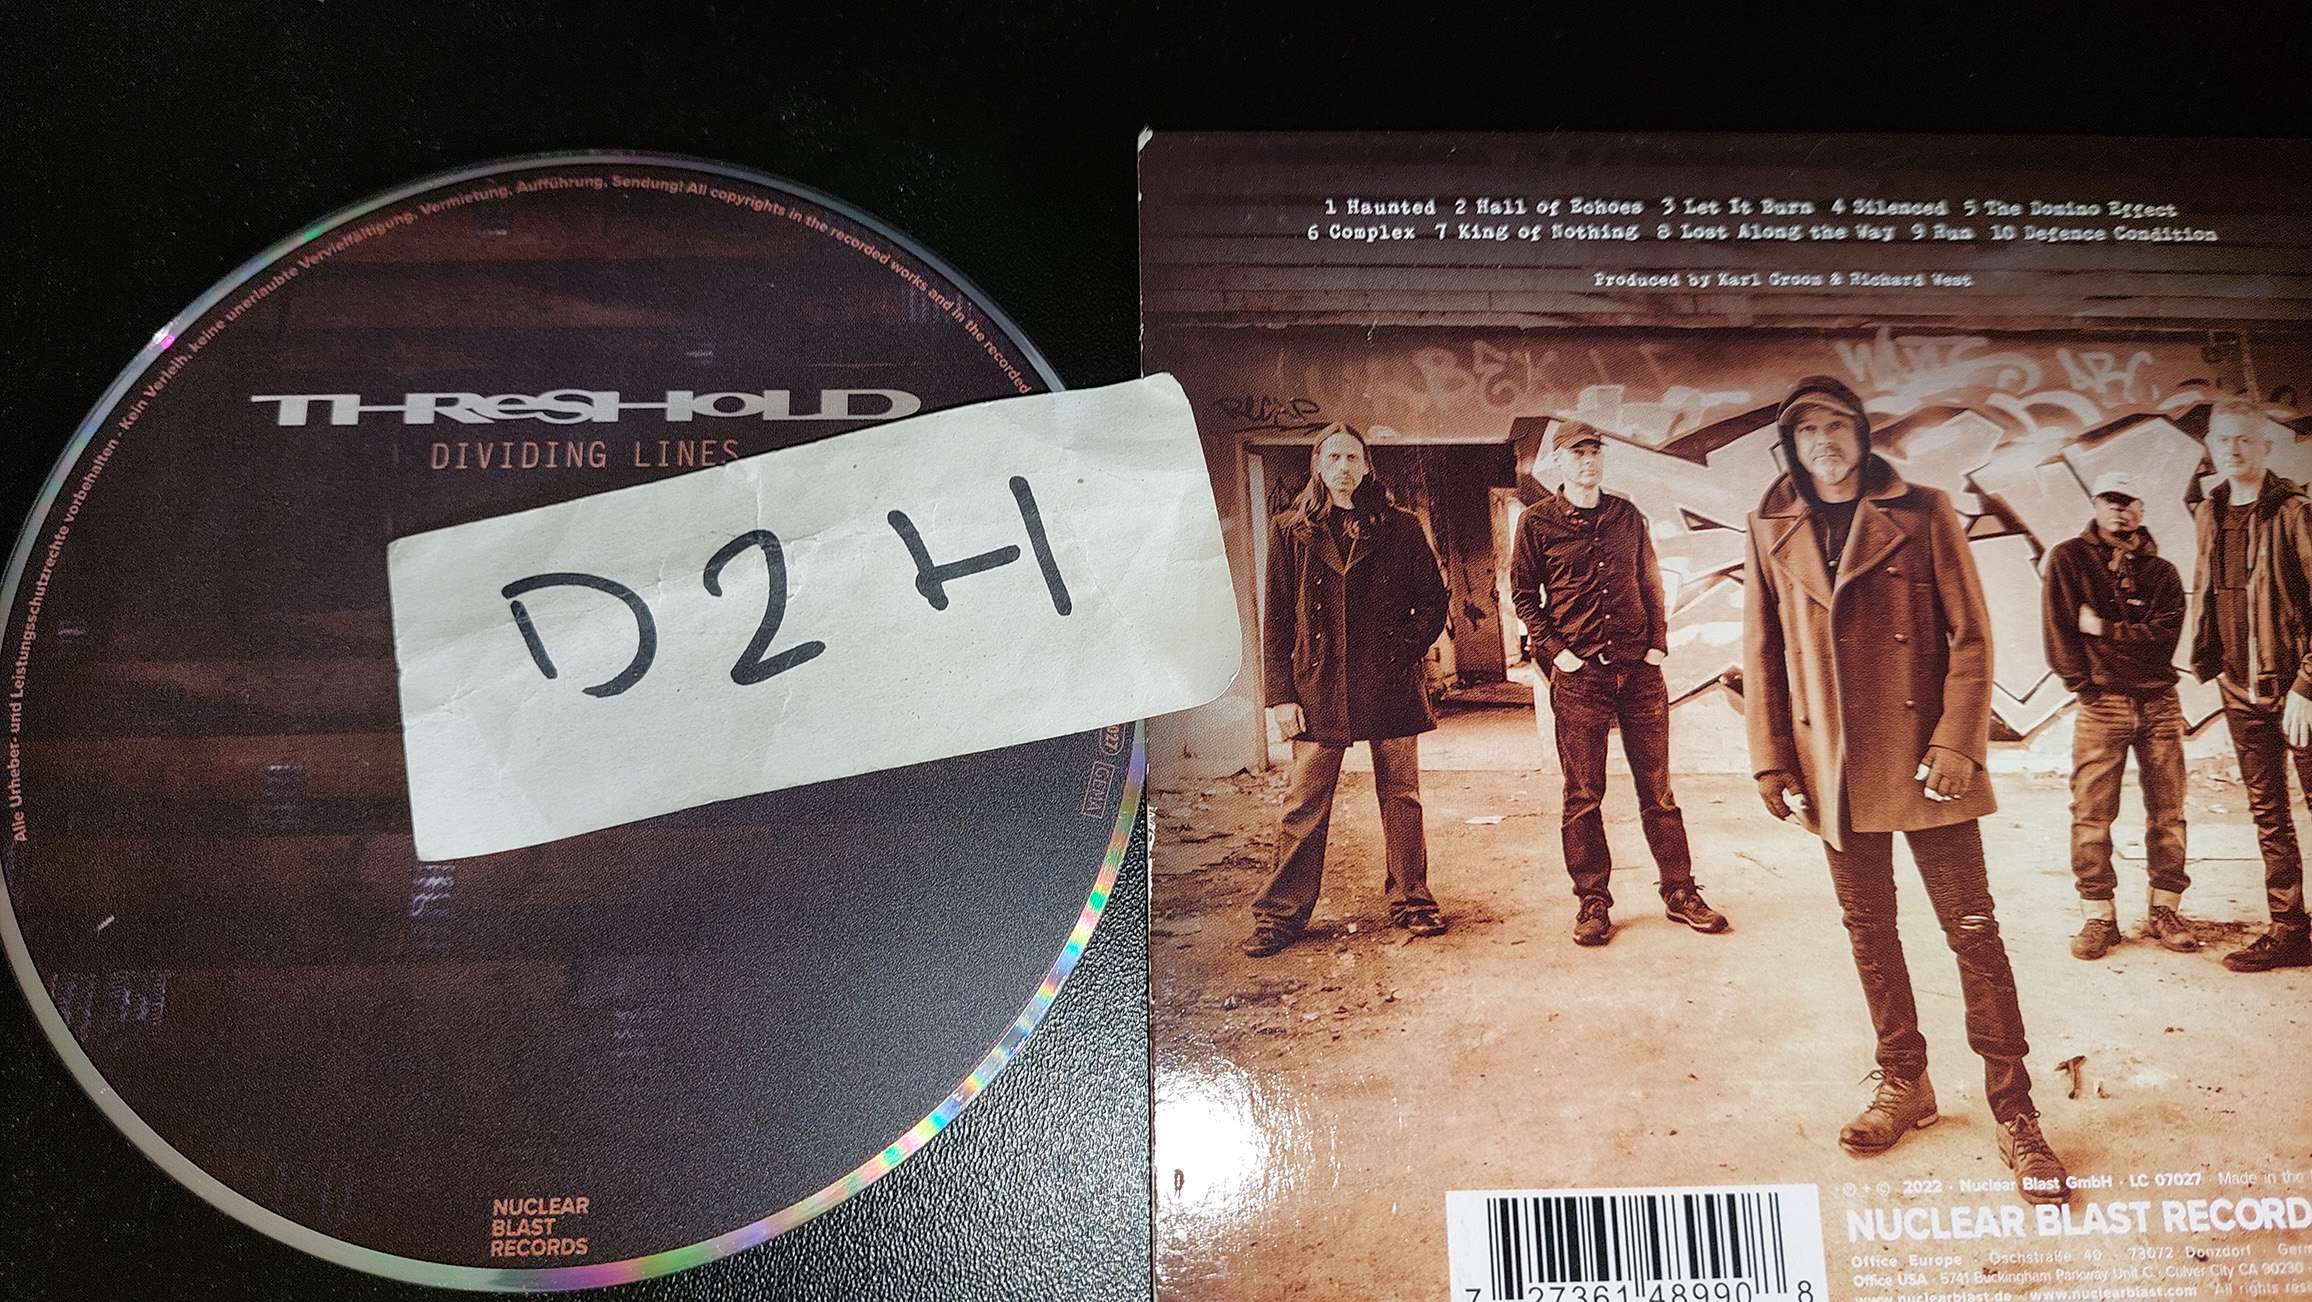 Alle Urheber- und Leistungsschutzrechte vorbehalten. Kein Verleih, keine unerlaubte Vervielfältigung, Vermietung, Aufführung, Sendung! All copyrights in the recorded works and in the recorded
THReSHOLD
DIVIDING LINES
D2H
GEMA
NUCLEAR
BLAST
RECORDS
1 Haunted 2 Hall of Echoes 3 Let It Burn 4 Silenced 5 The Domino Effect
6 Complex 7 King of Nothing 8 Lost Along the Way 9 Run 10 Defence Condition
Produced by Karl Groom & Richard West
ABC
℗ + © 2022 · Nuclear Blast GmbH · LC 07027 · Made in the
NUCLEAR BLAST RECORD
Office Europe · Öschstraße 40 · 73072 Donzdorf · Germ
Office USA · 5741 Buckingham Parkway Unit C · Culver City CA 90230 ·
www.nuclearblast.de · www.nuclearblast.com · All rights res
7 27361 48990 8